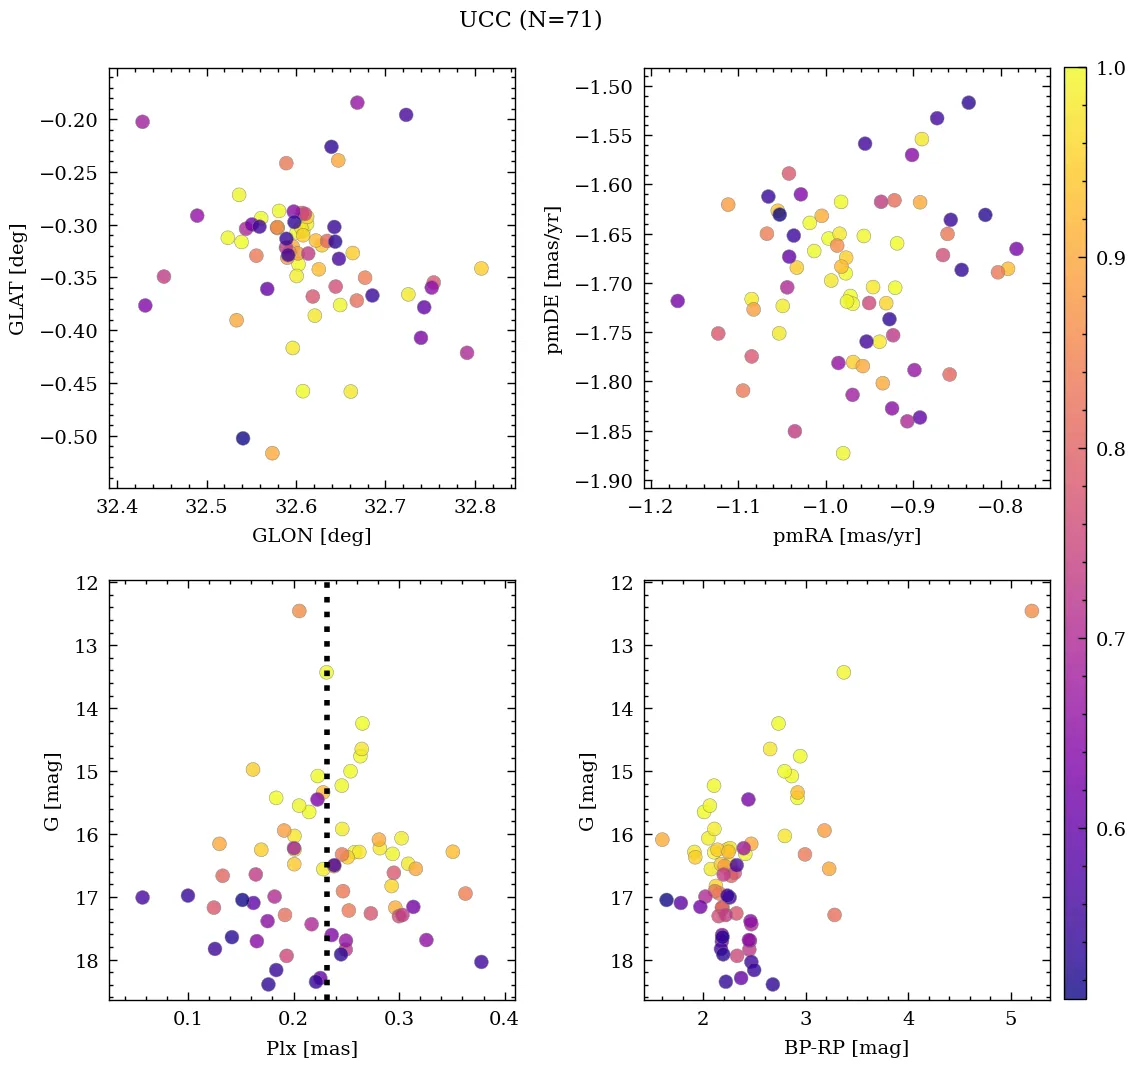 UCC (N=71)
−0.20
−0.25
−0.30
−0.35
−0.40
−0.45
−0.50
GLAT [deg]
32.4 32.5 32.6 32.7 32.8
GLON [deg]
−1.50
−1.55
−1.60
−1.65
−1.70
−1.75
−1.80
−1.85
−1.90
pmDE [mas/yr]
−1.2 −1.1 −1.0 −0.9 −0.8
pmRA [mas/yr]
12
13
14
15
16
17
18
G [mag]
0.1 0.2 0.3 0.4
Plx [mas]
12
13
14
15
16
17
18
G [mag]
2 3 4 5
BP-RP [mag]
1.0
0.9
0.8
0.7
0.6